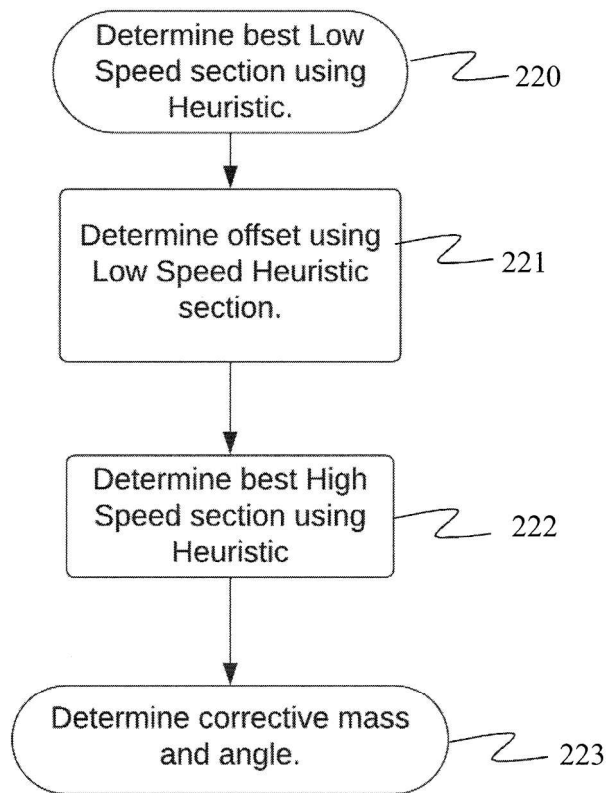 Determine best Low
Speed section using
Heuristic.
220
Determine offset using
Low Speed Heuristic
section.
221
Determine best High
Speed section using
Heuristic
222
Determine corrective mass
and angle.
223